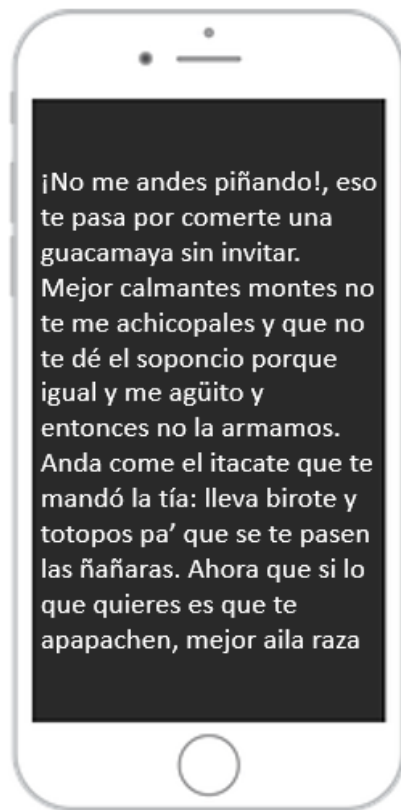 ¡No me andes piñando!, eso
te pasa por comerte una
guacamaya sin invitar.
Mejor calmantes montes no
te me achicopales y que no
te dé el soponcio porque
igual y me agüito y
entonces no la armamos.
Anda come el itacate que te
mandó la tía: lleva birote y
totopos pa’ que se te pasen
las ñañaras. Ahora que si lo
que quieres es que te
apapachen, mejor aila raza